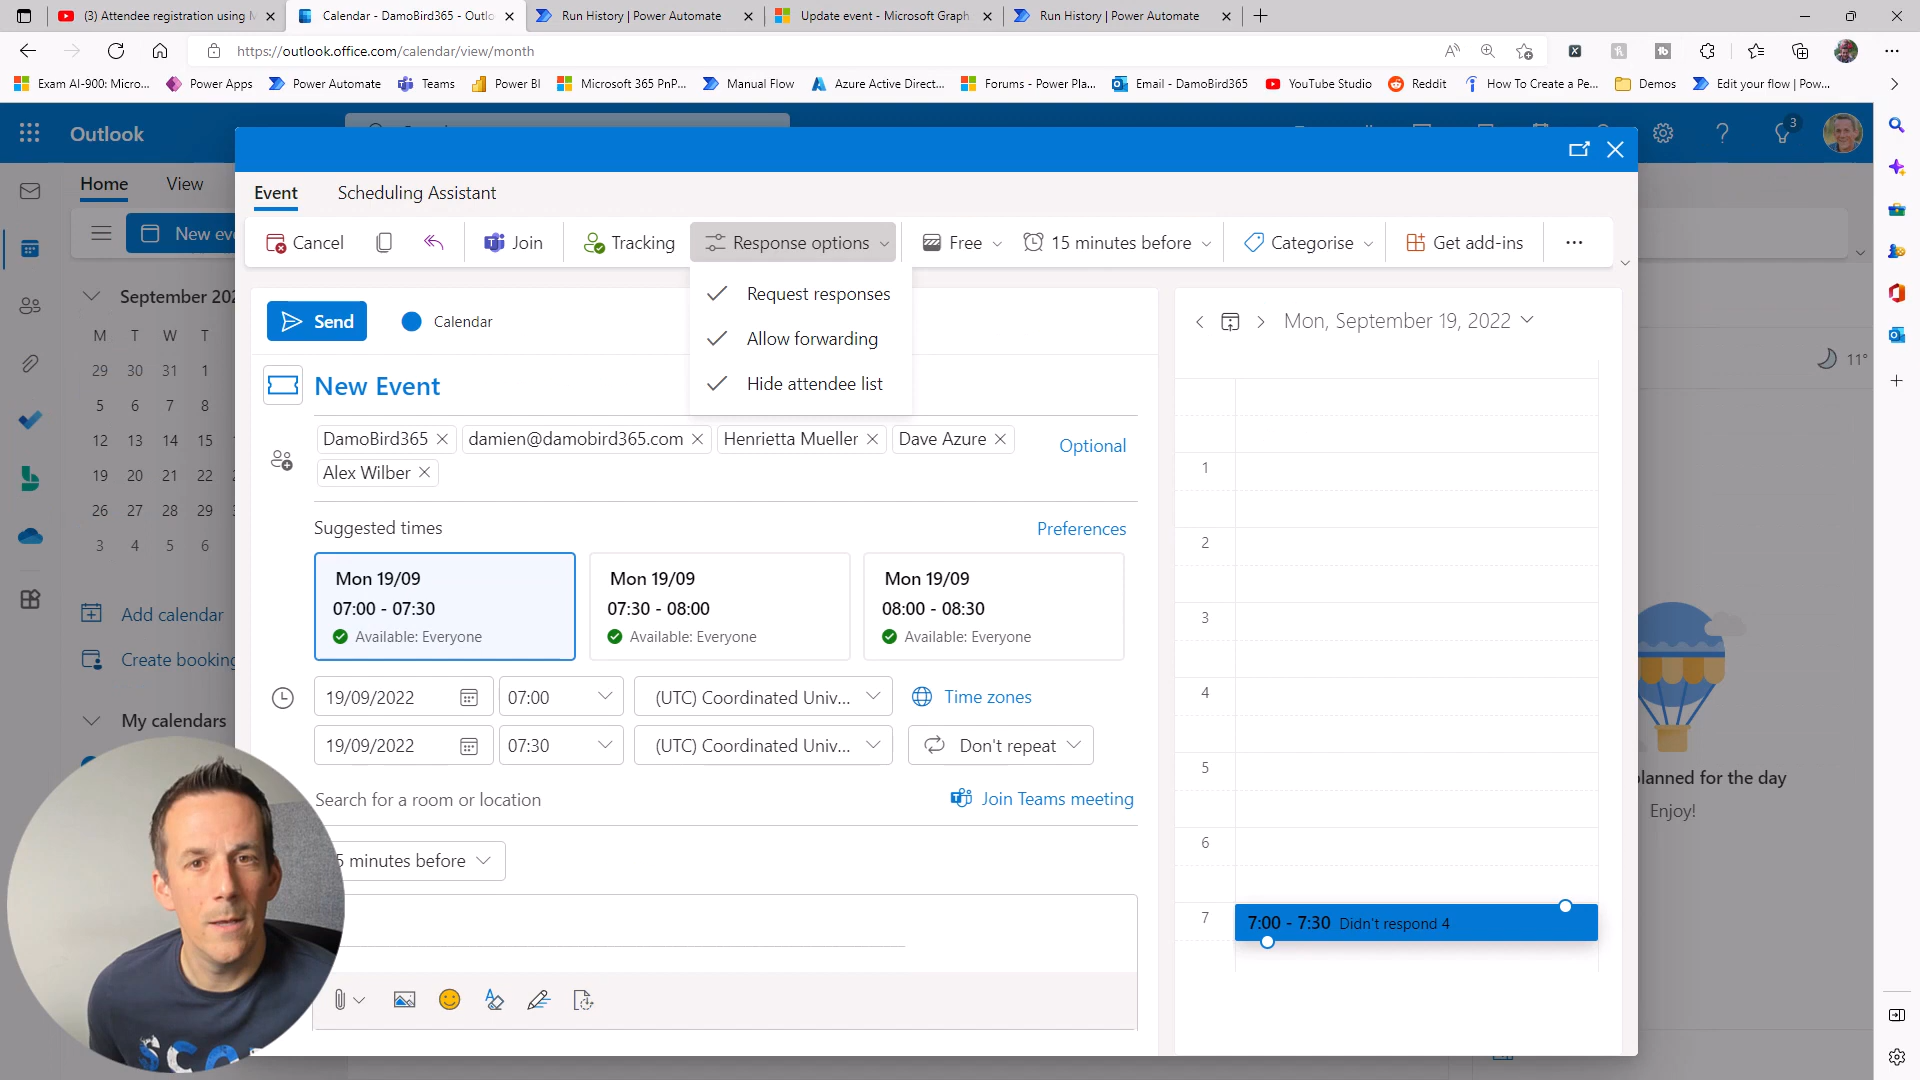 (3) Attendee registration using M
Calendar - DamoBird365 - Outlo
Run History | Power Automate
Update event - Microsoft Graph
Run History | Power Automate
https://outlook.office.com/calendar/view/month
Exam AI-900: Micro...
Power Apps
Power Automate
Teams
Power BI
Microsoft 365 PnP...
Manual Flow
Azure Active Direct...
Forums - Power Pla...
Email - DamoBird365
YouTube Studio
Reddit
How To Create a Pe...
Demos
Edit your flow | Pow...
Outlook
3
Home
View
New eve
Event
Scheduling Assistant
Cancel
Join
Tracking
Response options
Free
15 minutes before
Categorise
Get add-ins
Request responses
Allow forwarding
Hide attendee list
September 202
M T W T
29 30 31 1
5 6 7 8
12 13 14 15
19 20 21 22
26 27 28 29
3 4 5 6
Add calendar
Create booking
My calendars
Send
Calendar
New Event
DamoBird365
damien@damobird365.com
Henrietta Mueller
Dave Azure
Alex Wilber
Optional
Suggested times
Preferences
Mon 19/09
07:00 - 07:30
Available: Everyone
Mon 19/09
07:30 - 08:00
Available: Everyone
Mon 19/09
08:00 - 08:30
Available: Everyone
19/09/2022
07:00
(UTC) Coordinated Univ...
Time zones
19/09/2022
07:30
(UTC) Coordinated Univ...
Don't repeat
Search for a room or location
Join Teams meeting
5 minutes before
Mon, September 19, 2022
1
2
3
4
5
6
7
7:00 - 7:30 Didn't respond 4
11°
lanned for the day
Enjoy!